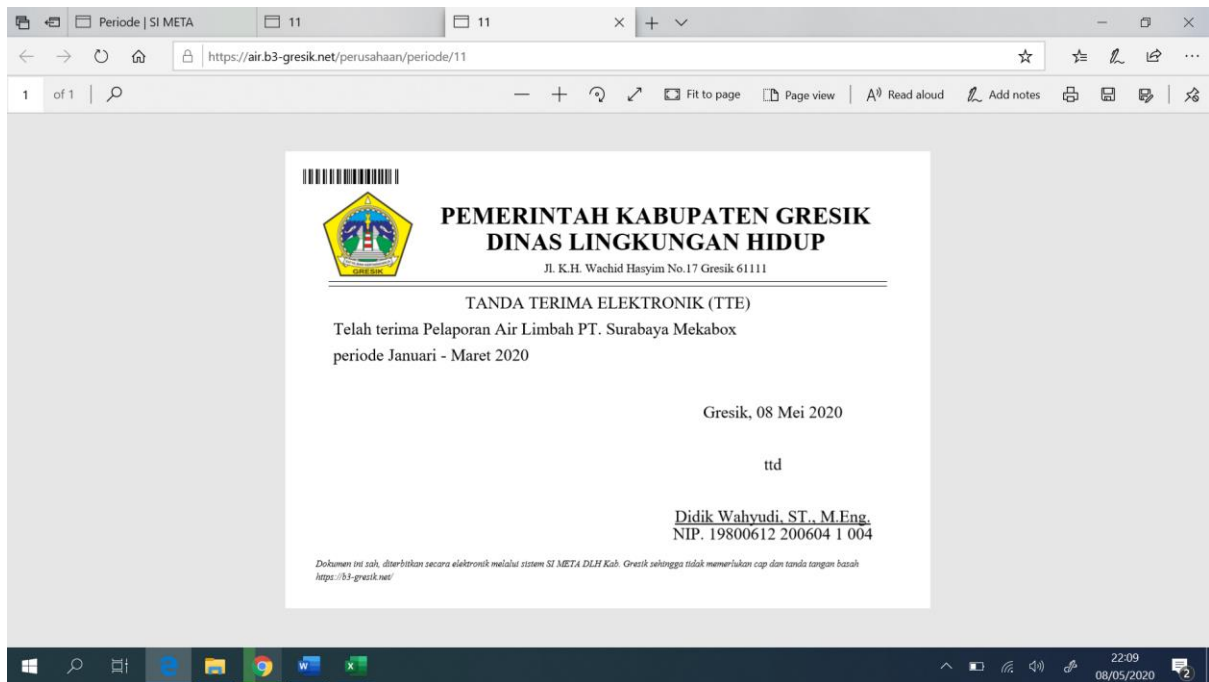 Periode | SI META
11
11
https://air.b3-gresik.net/perusahaan/periode/11
1 of 1
Fit to page
Page view
Read aloud
Add notes
GRESIK
PEMERINTAH KABUPATEN GRESIK
DINAS LINGKUNGAN HIDUP
Jl. K.H. Wachid Hasyim No.17 Gresik 61111
TANDA TERIMA ELEKTRONIK (TTE)
Telah terima Pelaporan Air Limbah PT. Surabaya Mekabox
periode Januari - Maret 2020
Gresik, 08 Mei 2020
ttd
Didik Wahyudi, ST., M.Eng.
NIP. 19800612 200604 1 004
Dokumen ini sah, diterbitkan secara elektronik melalui sistem SI META DLH Kab. Gresik sehingga tidak memerlukan cap dan tanda tangan basah
https://b3-gresik.net/
22:09
08/05/2020
2